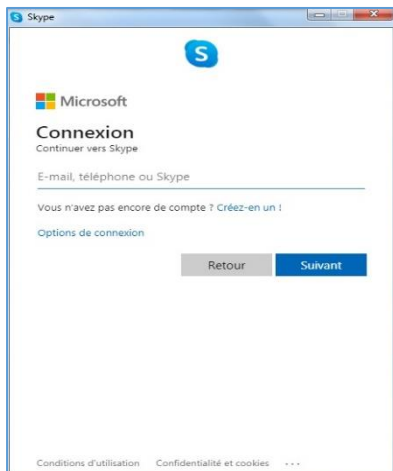 Skype
S
Microsoft
Connexion
Continuer vers Skype
E-mail, téléphone ou Skype
Vous n'avez pas encore de compte ? Créez-en un !
Options de connexion
Retour Suivant
Conditions d'utilisation Confidentialité et cookies ...